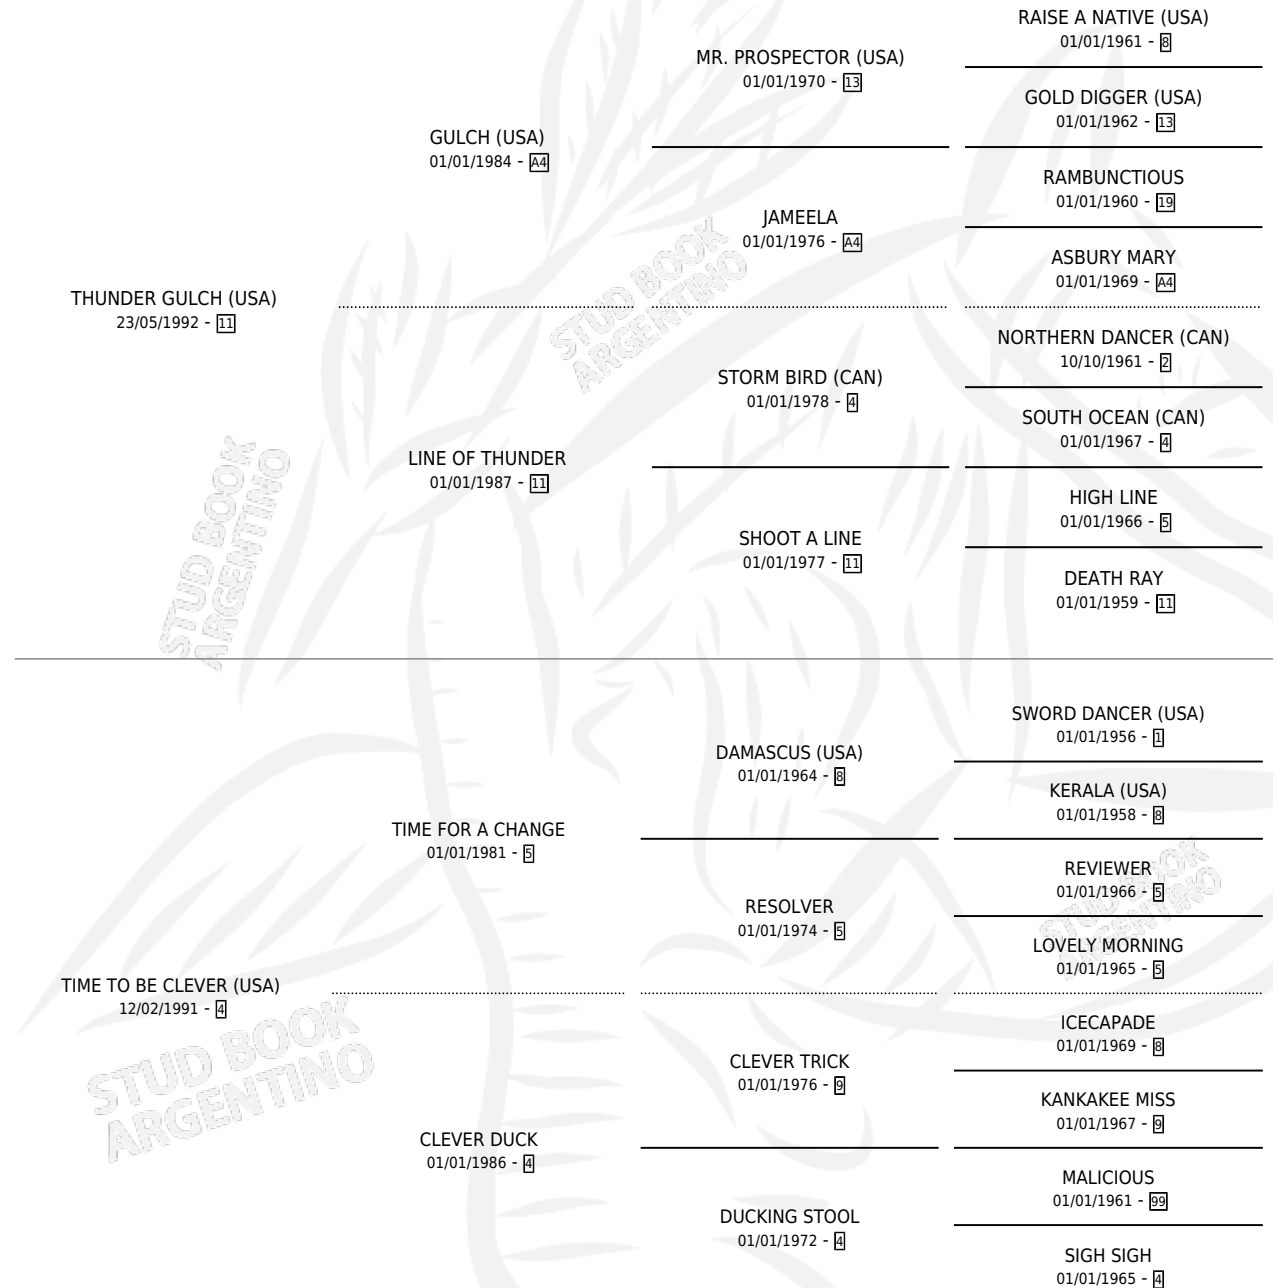 RAISE A NATIVE (USA)
01/01/1961 - 8
MR. PROSPECTOR (USA)
01/01/1970 - 13
GOLD DIGGER (USA)
01/01/1962 - 13
GULCH (USA)
01/01/1984 - A4
RAMBUNCTIOUS
01/01/1960 - 19
JAMEELA
01/01/1976 - A4
ASBURY MARY
01/01/1969 - A4
THUNDER GULCH (USA)
23/05/1992 - 11
NORTHERN DANCER (CAN)
10/10/1961 - 2
STORM BIRD (CAN)
01/01/1978 - 4
SOUTH OCEAN (CAN)
01/01/1967 - 4
LINE OF THUNDER
01/01/1987 - 11
HIGH LINE
01/01/1966 - 5
SHOOT A LINE
01/01/1977 - 11
DEATH RAY
01/01/1959 - 11
STUD BOOK
ARGENTINO
STUD BOOK
ARGENTINO
SWORD DANCER (USA)
01/01/1956 - 1
DAMASCUS (USA)
01/01/1964 - 8
KERALA (USA)
01/01/1958 - 8
TIME FOR A CHANGE
01/01/1981 - 5
REVIEWER
01/01/1966 - 5
RESOLVER
01/01/1974 - 5
LOVELY MORNING
01/01/1965 - 5
TIME TO BE CLEVER (USA)
12/02/1991 - 4
ICECAPADE
01/01/1969 - 8
CLEVER TRICK
01/01/1976 - 9
KANKAKEE MISS
01/01/1967 - 9
CLEVER DUCK
01/01/1986 - 4
MALICIOUS
01/01/1961 - 99
DUCKING STOOL
01/01/1972 - 4
SIGH SIGH
01/01/1965 - 4
STUD BOOK
ARGENTINO
STUD BOOK
ARGENTINO